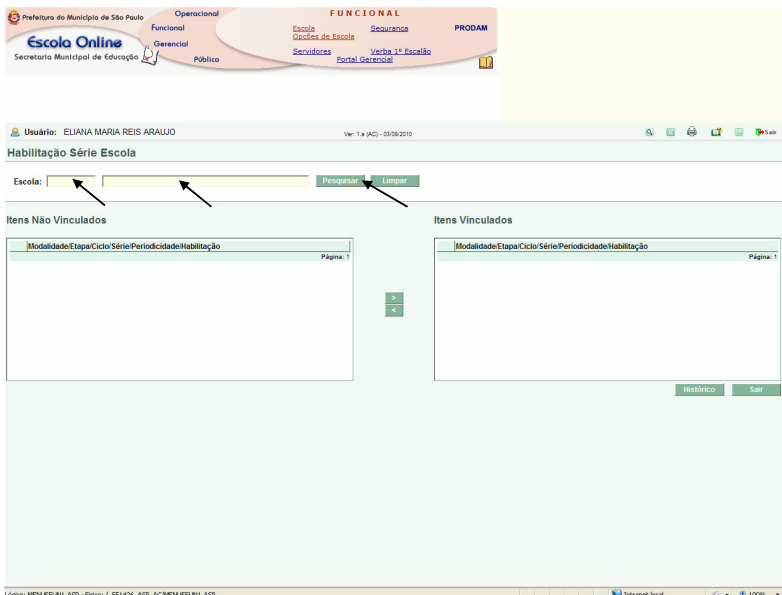 Prefeitura do Município de São Paulo
Escola Online
Secretaria Municipal de Educação
Operacional
Funcional
Gerencial
Público
FUNCIONAL
Escola Segurança PRODAM
Opções de Escola
Servidores Verba 1º Escalão
Portal Gerencial
Usuário: ELIANA MARIA REIS ARAUJO Ver: 1.x (AC) - 03/08/2010 Sair
Habilitação Série Escola
Escola: Pesquisar Limpar
Itens Não Vinculados Itens Vinculados
Modalidade/Etapa/Ciclo/Série/Periodicidade/Habilitação Modalidade/Etapa/Ciclo/Série/Periodicidade/Habilitação
Página: 1 Página: 1
>
<
Histórico Sair
Intranet local 100%